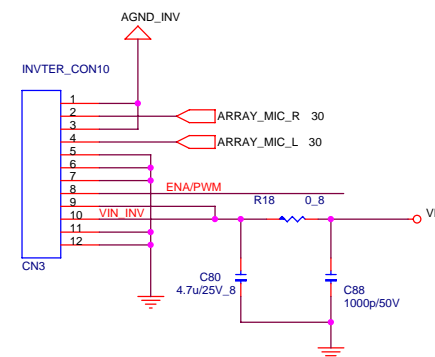 AGND_INV
INVTER_CON10
1
2
ARRAY_MIC_R 30
3
4
ARRAY_MIC_L 30
5
6
7
8
ENA/PWM
9
R18 0_8
10
VIN_INV
11
12
CN3
C80
4.7u/25V_8
C88
1000p/50V